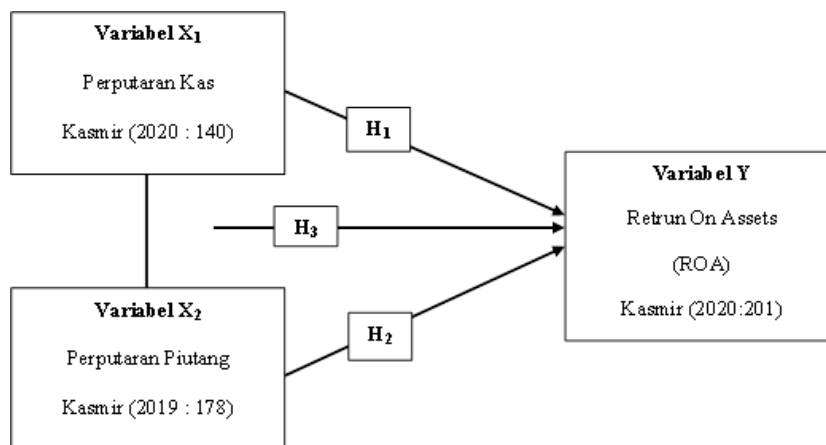 Variabel X₁
Perputaran Kas
Kasmir (2020 : 140)
H₁
Variabel Y
Retrun On Assets
(ROA)
Kasmir (2020:201)
H₃
Variabel X₂
Perputaran Piutang
Kasmir (2019 : 178)
H₂